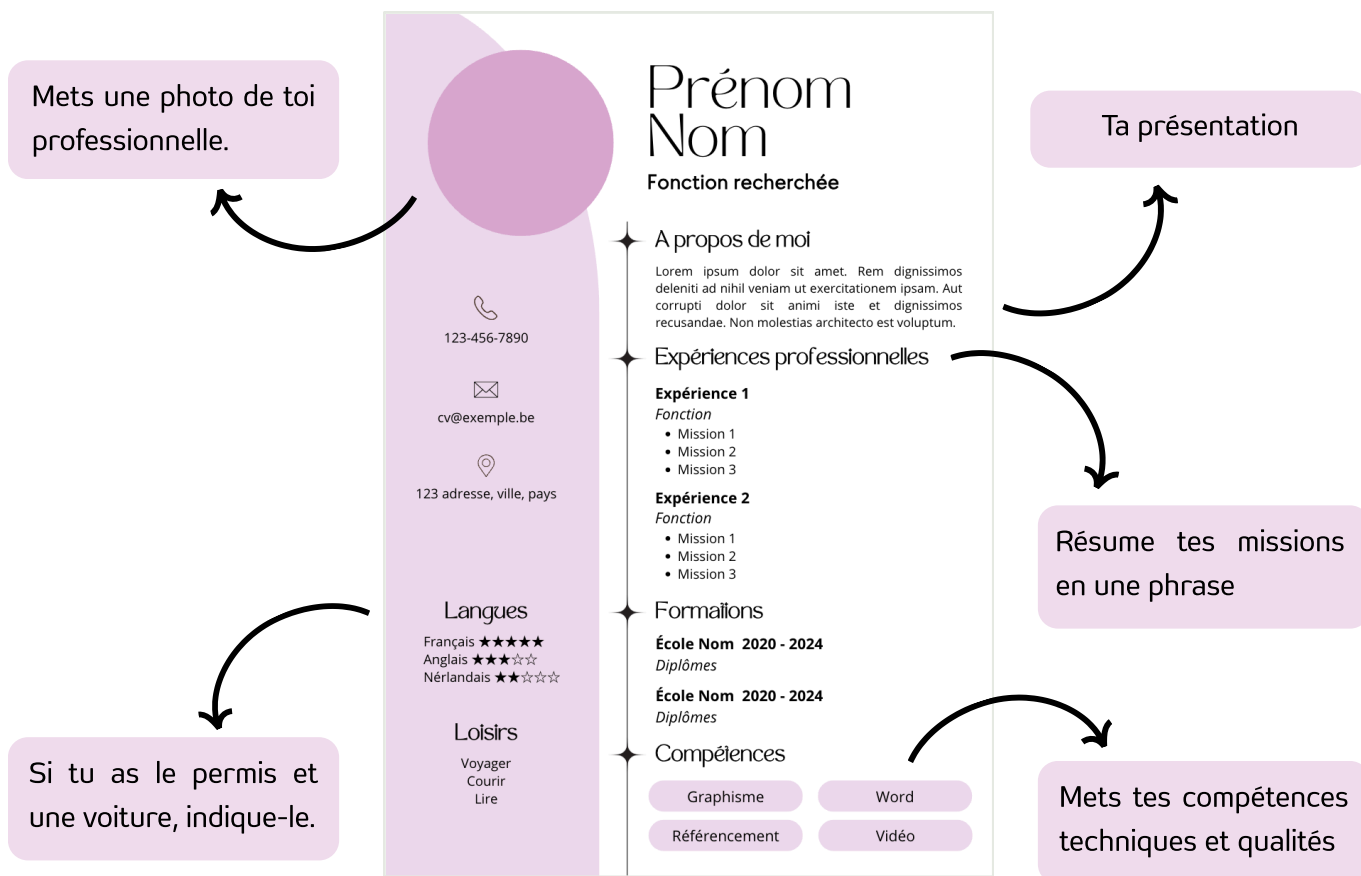 Mets une photo de toi
professionnelle.
Prénom
Nom
Fonction recherchée
Ta présentation
A propos de moi
Lorem ipsum dolor sit amet. Rem dignissimos
deleniti ad nihil veniam ut exercitationem ipsam. Aut
corrupti dolor sit animi iste et dignissimos
recusandae. Non molestias architecto est voluptum.
123-456-7890
cv@exemple.be
123 adresse, ville, pays
Expériences professionnelles
Expérience 1
Fonction
• Mission 1
• Mission 2
• Mission 3
Expérience 2
Fonction
• Mission 1
• Mission 2
• Mission 3
Résume tes missions
en une phrase
Langues
Français ★★★★★
Anglais ★★★☆☆
Nérlandais ★★☆☆☆
Loisirs
Voyager
Courir
Lire
Si tu as le permis et
une voiture, indique-le.
Formations
École Nom 2020 - 2024
Diplômes
École Nom 2020 - 2024
Diplômes
Compétences
Graphisme
Word
Référencement
Vidéo
Mets tes compétences
techniques et qualités